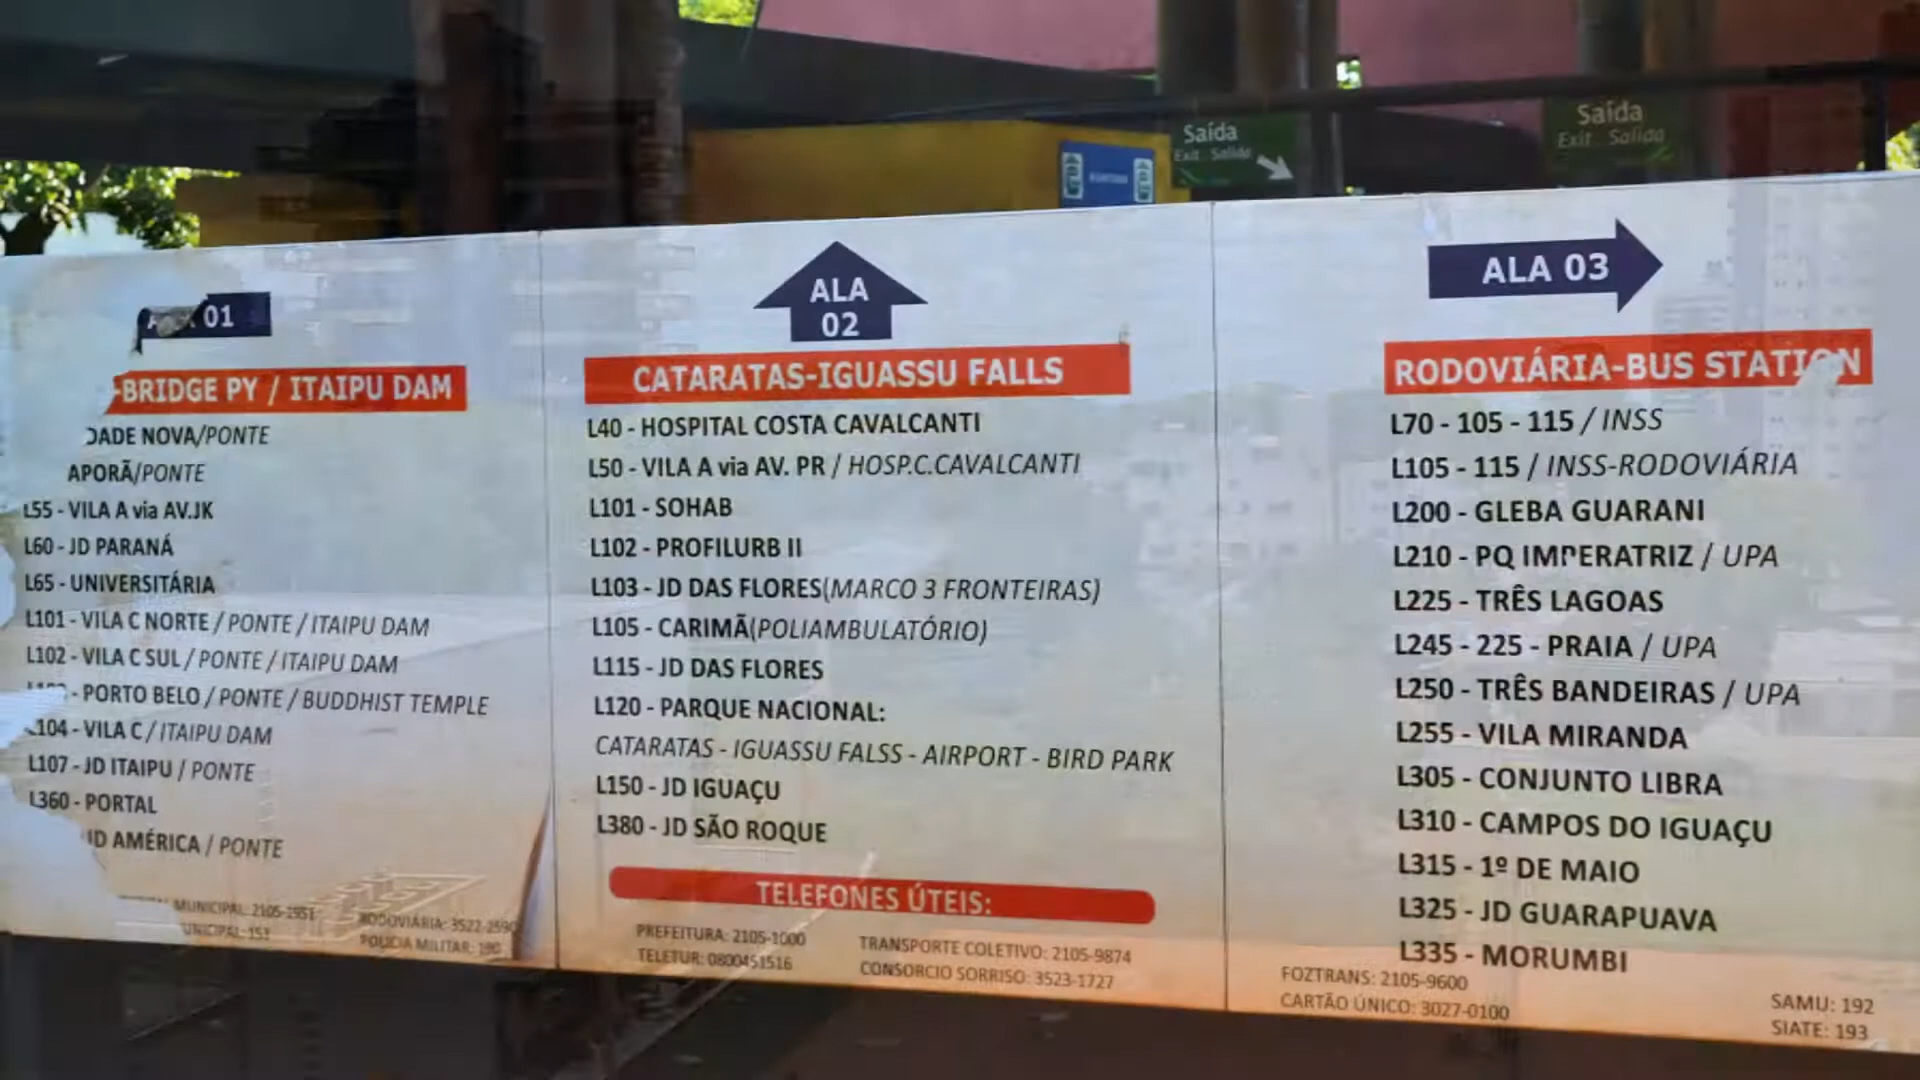 Saída
Exit Salida
Saída
Exit Salida
01
-BRIDGE PY / ITAIPU DAM
DADE NOVA/PONTE
APORÃ/PONTE
L55 - VILA A via AV.JK
L60 - JD PARANÁ
L65 - UNIVERSITÁRIA
L101 - VILA C NORTE / PONTE / ITAIPU DAM
L102 - VILA C SUL / PONTE / ITAIPU DAM
- PORTO BELO / PONTE / BUDDHIST TEMPLE
L104 - VILA C / ITAIPU DAM
L107 - JD ITAIPU / PONTE
L360 - PORTAL
JD AMÉRICA / PONTE
MUNICIPAL: 2105-1951
RODOVIÁRIA: 3522-2590
UNICIPAL: 153
POLÍCIA MILITAR: 190
ALA
02
CATARATAS-IGUASSU FALLS
L40 - HOSPITAL COSTA CAVALCANTI
L50 - VILA A via AV. PR / HOSP.C.CAVALCANTI
L101 - SOHAB
L102 - PROFILURB II
L103 - JD DAS FLORES(MARCO 3 FRONTEIRAS)
L105 - CARIMÃ(POLIAMBULATÓRIO)
L115 - JD DAS FLORES
L120 - PARQUE NACIONAL:
CATARATAS - IGUASSU FALSS - AIRPORT - BIRD PARK
L150 - JD IGUAÇU
L380 - JD SÃO ROQUE
TELEFONES ÚTEIS:
PREFEITURA: 2105-1000
TRANSPORTE COLETIVO: 2105-9874
TELETUR: 0800451516
CONSORCIO SORRISO: 3523-1727
ALA 03
RODOVIÁRIA-BUS STATION
L70 - 105 - 115 / INSS
L105 - 115 / INSS-RODOVIÁRIA
L200 - GLEBA GUARANI
L210 - PQ IMPERATRIZ / UPA
L225 - TRÊS LAGOAS
L245 - 225 - PRAIA / UPA
L250 - TRÊS BANDEIRAS / UPA
L255 - VILA MIRANDA
L305 - CONJUNTO LIBRA
L310 - CAMPOS DO IGUAÇU
L315 - 1º DE MAIO
L325 - JD GUARAPUAVA
L335 - MORUMBI
FOZTRANS: 2105-9600
CARTÃO ÚNICO: 3027-0100
SAMU: 192
SIATE: 193